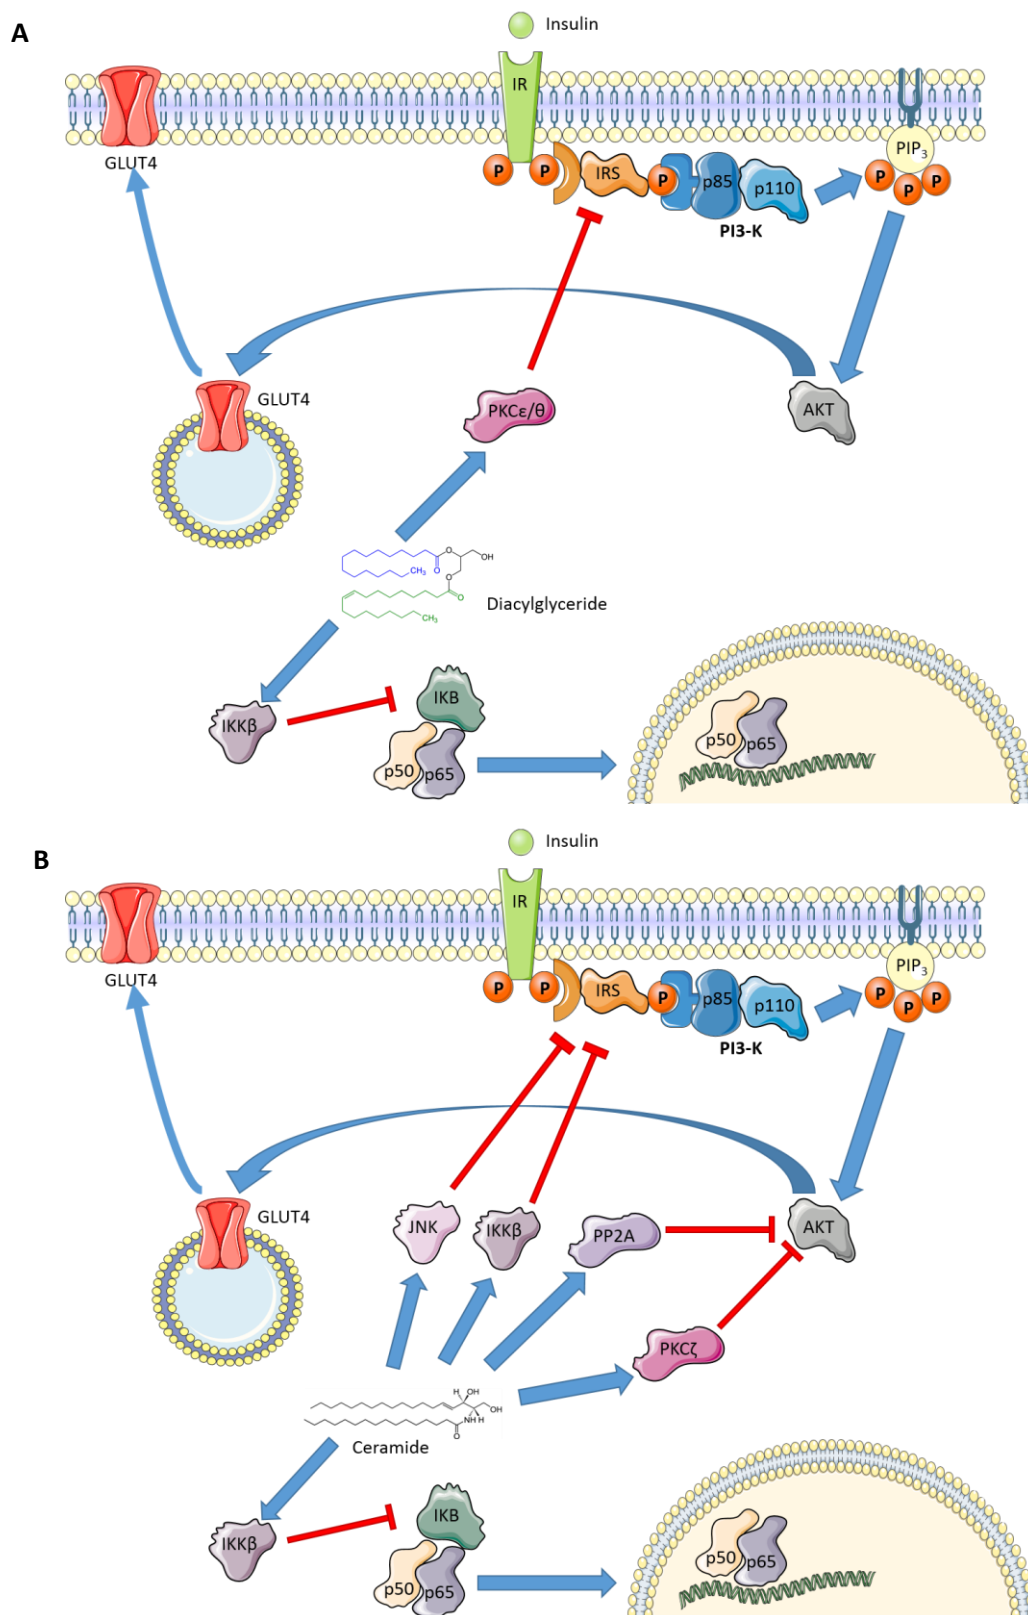 A
Insulin
IR
GLUT4
P
P
IRS
P
p85
p110
PI3-K
PIP3
P
P
P
GLUT4
PKCε/θ
AKT
O
OH
CH3
O
O
O
CH3
Diacylglyceride
IKKβ
IKB
p50
p65
p50
p65
B
Insulin
IR
GLUT4
P
P
IRS
P
p85
p110
PI3-K
PIP3
P
P
P
GLUT4
JNK
IKKβ
PP2A
AKT
PKCζ
H
OH
OH
NH
H
O
Ceramide
IKKβ
IKB
p50
p65
p50
p65